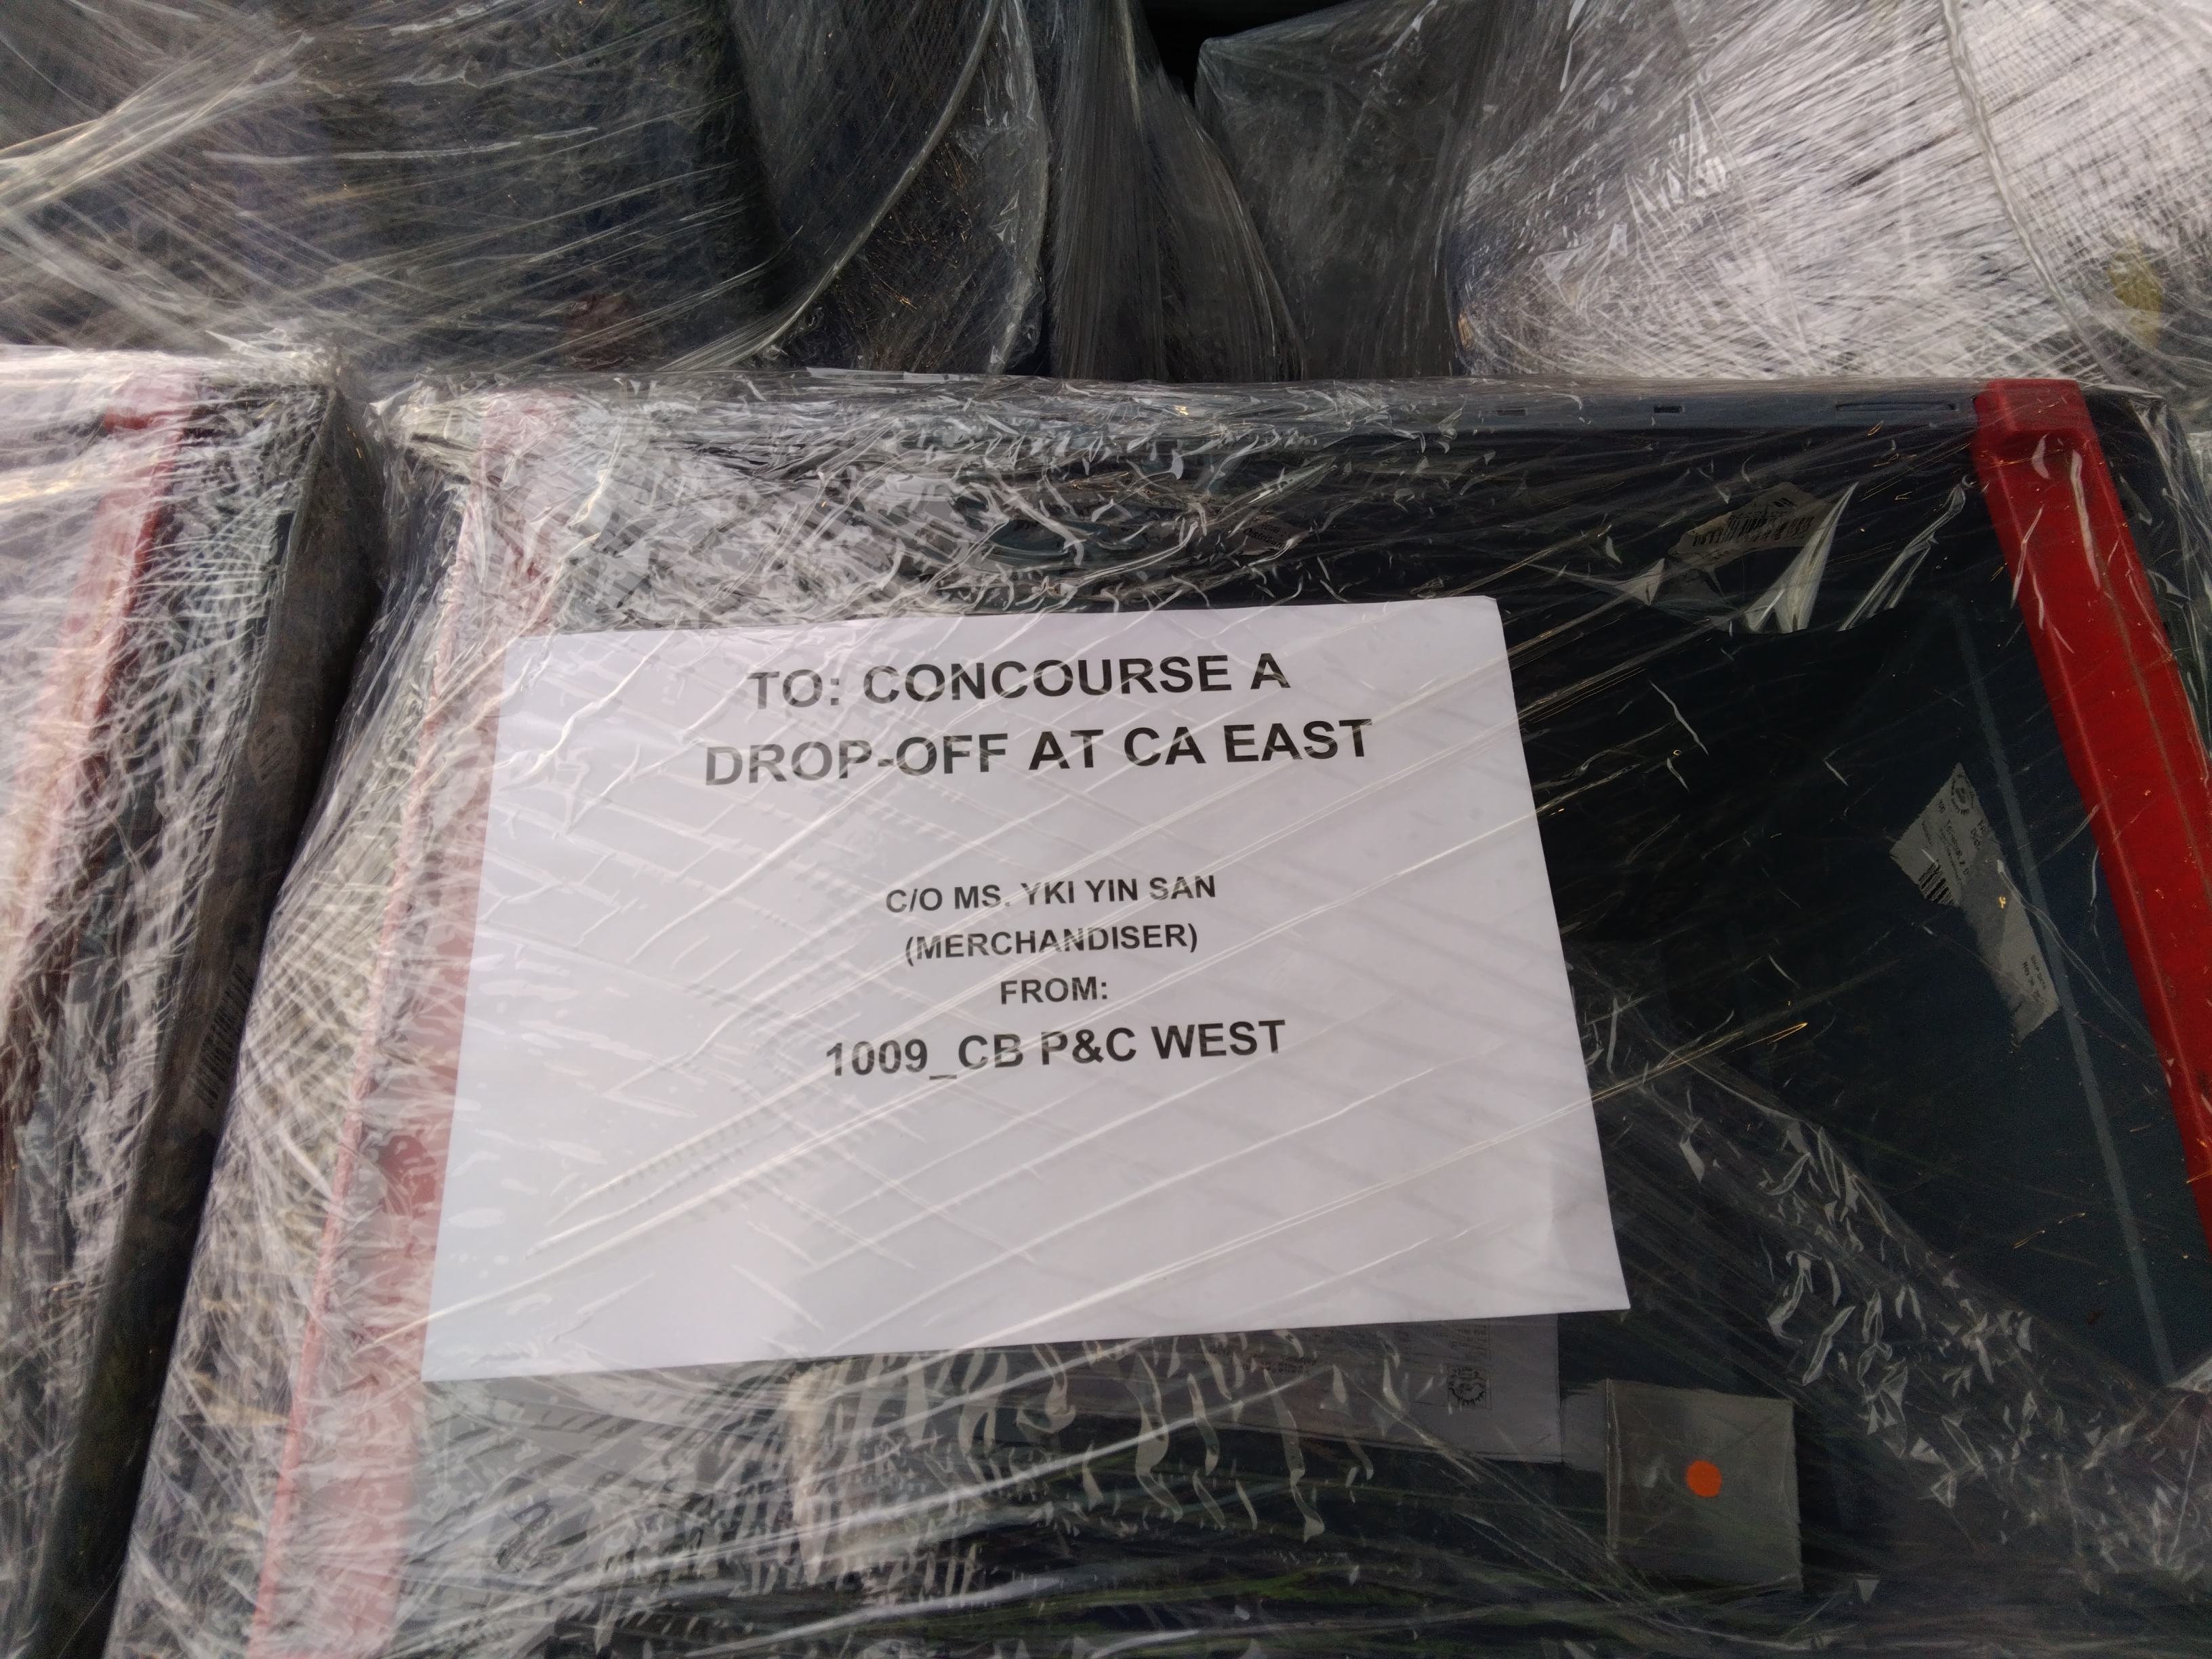 TO: CONCOURSE A
DROP-OFF AT CA EAST
C/O MS. YKI YIN SAN
(MERCHANDISER)
FROM:
1009_CB P&C WEST